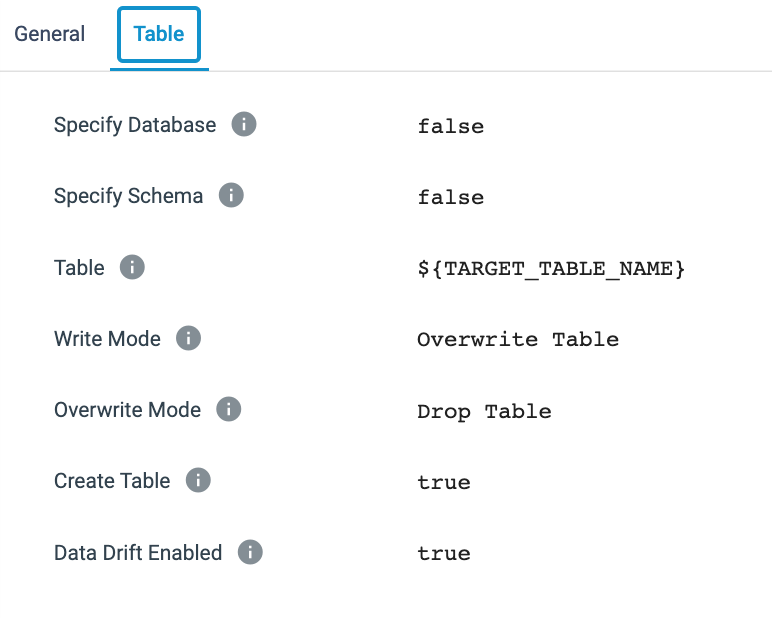 General Table
Specify Database i false
Specify Schema i false
Table i ${TARGET_TABLE_NAME}
Write Mode i Overwrite Table
Overwrite Mode i Drop Table
Create Table i true
Data Drift Enabled i true